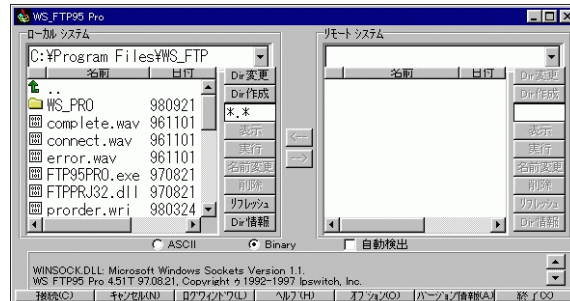 WS_FTP95 Pro
ローカル システム
C:¥Program Files¥WS_FTP
名前 日付
..
WS_PRO 980921
complete.wav 961101
connect.wav 961101
error.wav 961101
FTP95PRO.exe 970821
FTPPRJ32.dll 970821
prorder.wri 980324
Dir変更
Dir作成
*.*
表示
実行
名前変更
削除
リフレッシュ
Dir情報
<--
-->
リモート システム
名前 日付
Dir変更
Dir作成
表示
実行
名前変更
削除
リフレッシュ
Dir情報
ASCII Binary 自動検出
WINSOCK.DLL: Microsoft Windows Sockets Version 1.1.
WS_FTP95 Pro 4.51T 97.08.21, Copyright ゥ 1992-1997 Ipswitch, Inc.
接続(C) キャンセル(N) ログウィンドウ(L) ヘルプ(H) オプション(O) バージョン情報(A) 終了(X)